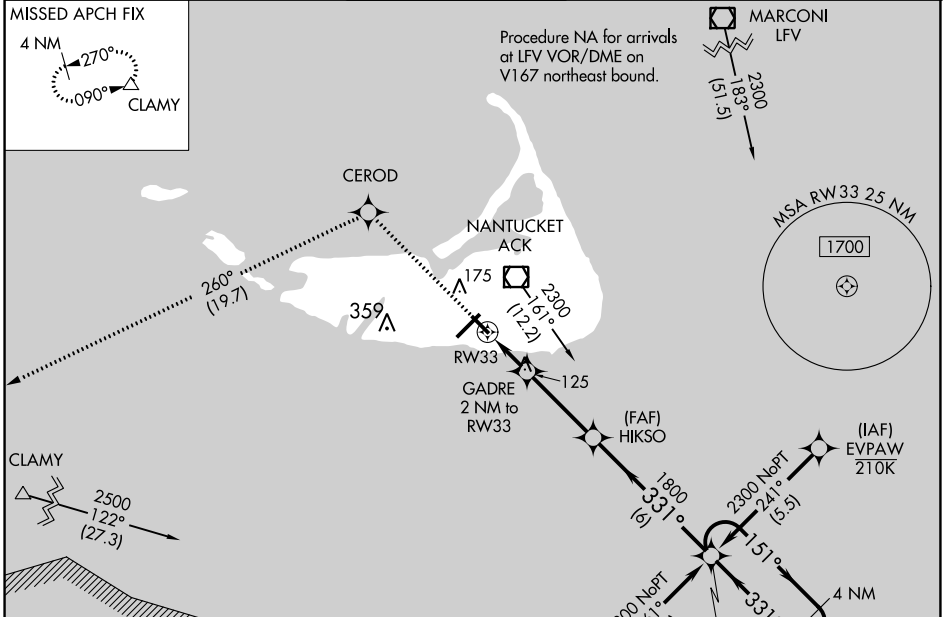 MISSED APCH FIX
4 NM
270°
090°
CLAMY
Procedure NA for arrivals
at LFV VOR/DME on
V167 northeast bound.
MARCONI
LFV
2300
183°
(51.5)
CEROD
NANTUCKET
ACK
MSA RW33 25 NM
1700
260°
(19.7)
175
359
2300
161°
(12.2)
RW33
GADRE
2 NM to
RW33
125
(FAF)
HIKSO
(IAF)
EVPAW
210K
CLAMY
2500
122°
(27.3)
1800
331°
(6)
2300 NoPT
241°
(5.5)
151°
4 NM
00 NoPT
1°
331